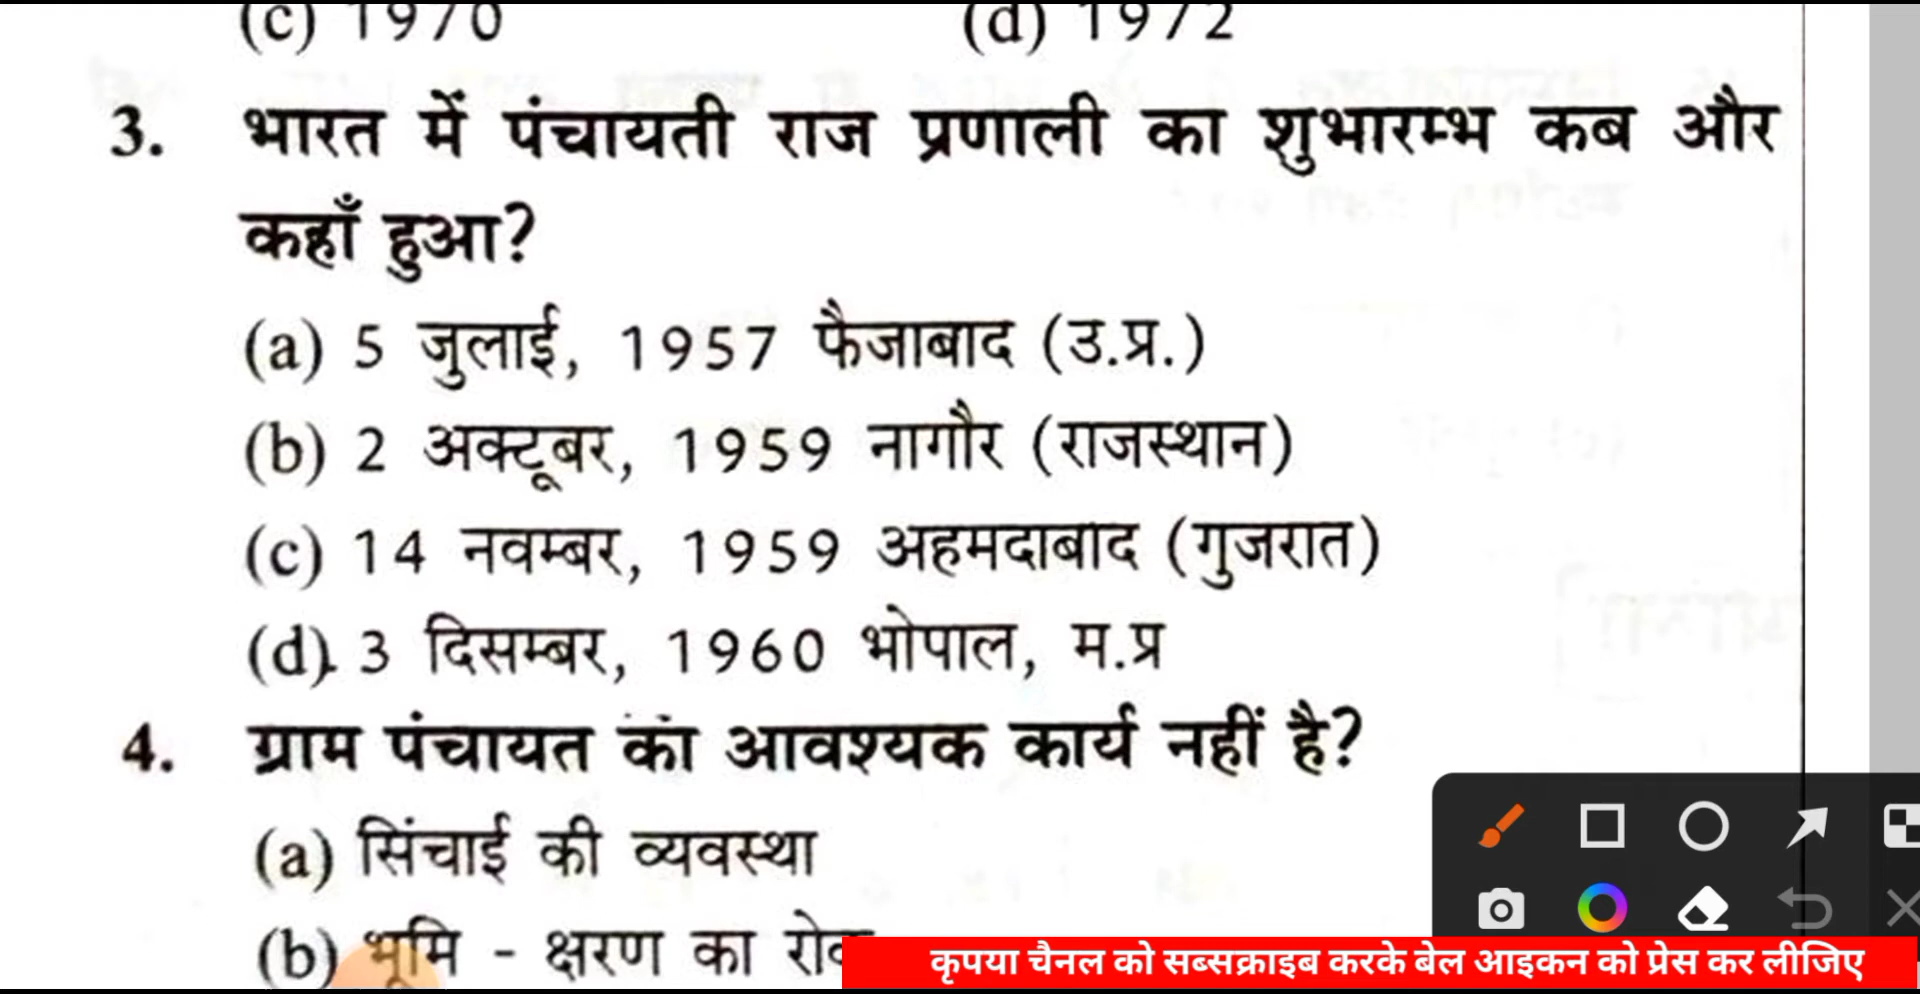 (c) 1970 (d) 1972
3. भारत में पंचायती राज प्रणाली का शुभारम्भ कब और
कहाँ हुआ?
(a) 5 जुलाई, 1957 फैजाबाद (उ.प्र.)
(b) 2 अक्टूबर, 1959 नागौर (राजस्थान)
(c) 14 नवम्बर, 1959 अहमदाबाद (गुजरात)
(d) 3 दिसम्बर, 1960 भोपाल, म.प्र
4. ग्राम पंचायत का आवश्यक कार्य नहीं है?
(a) सिंचाई की व्यवस्था
(b) भूमि - क्षरण का
कृपया चैनल को सब्सक्राइब करके बेल आइकन को प्रेस कर लीजिए